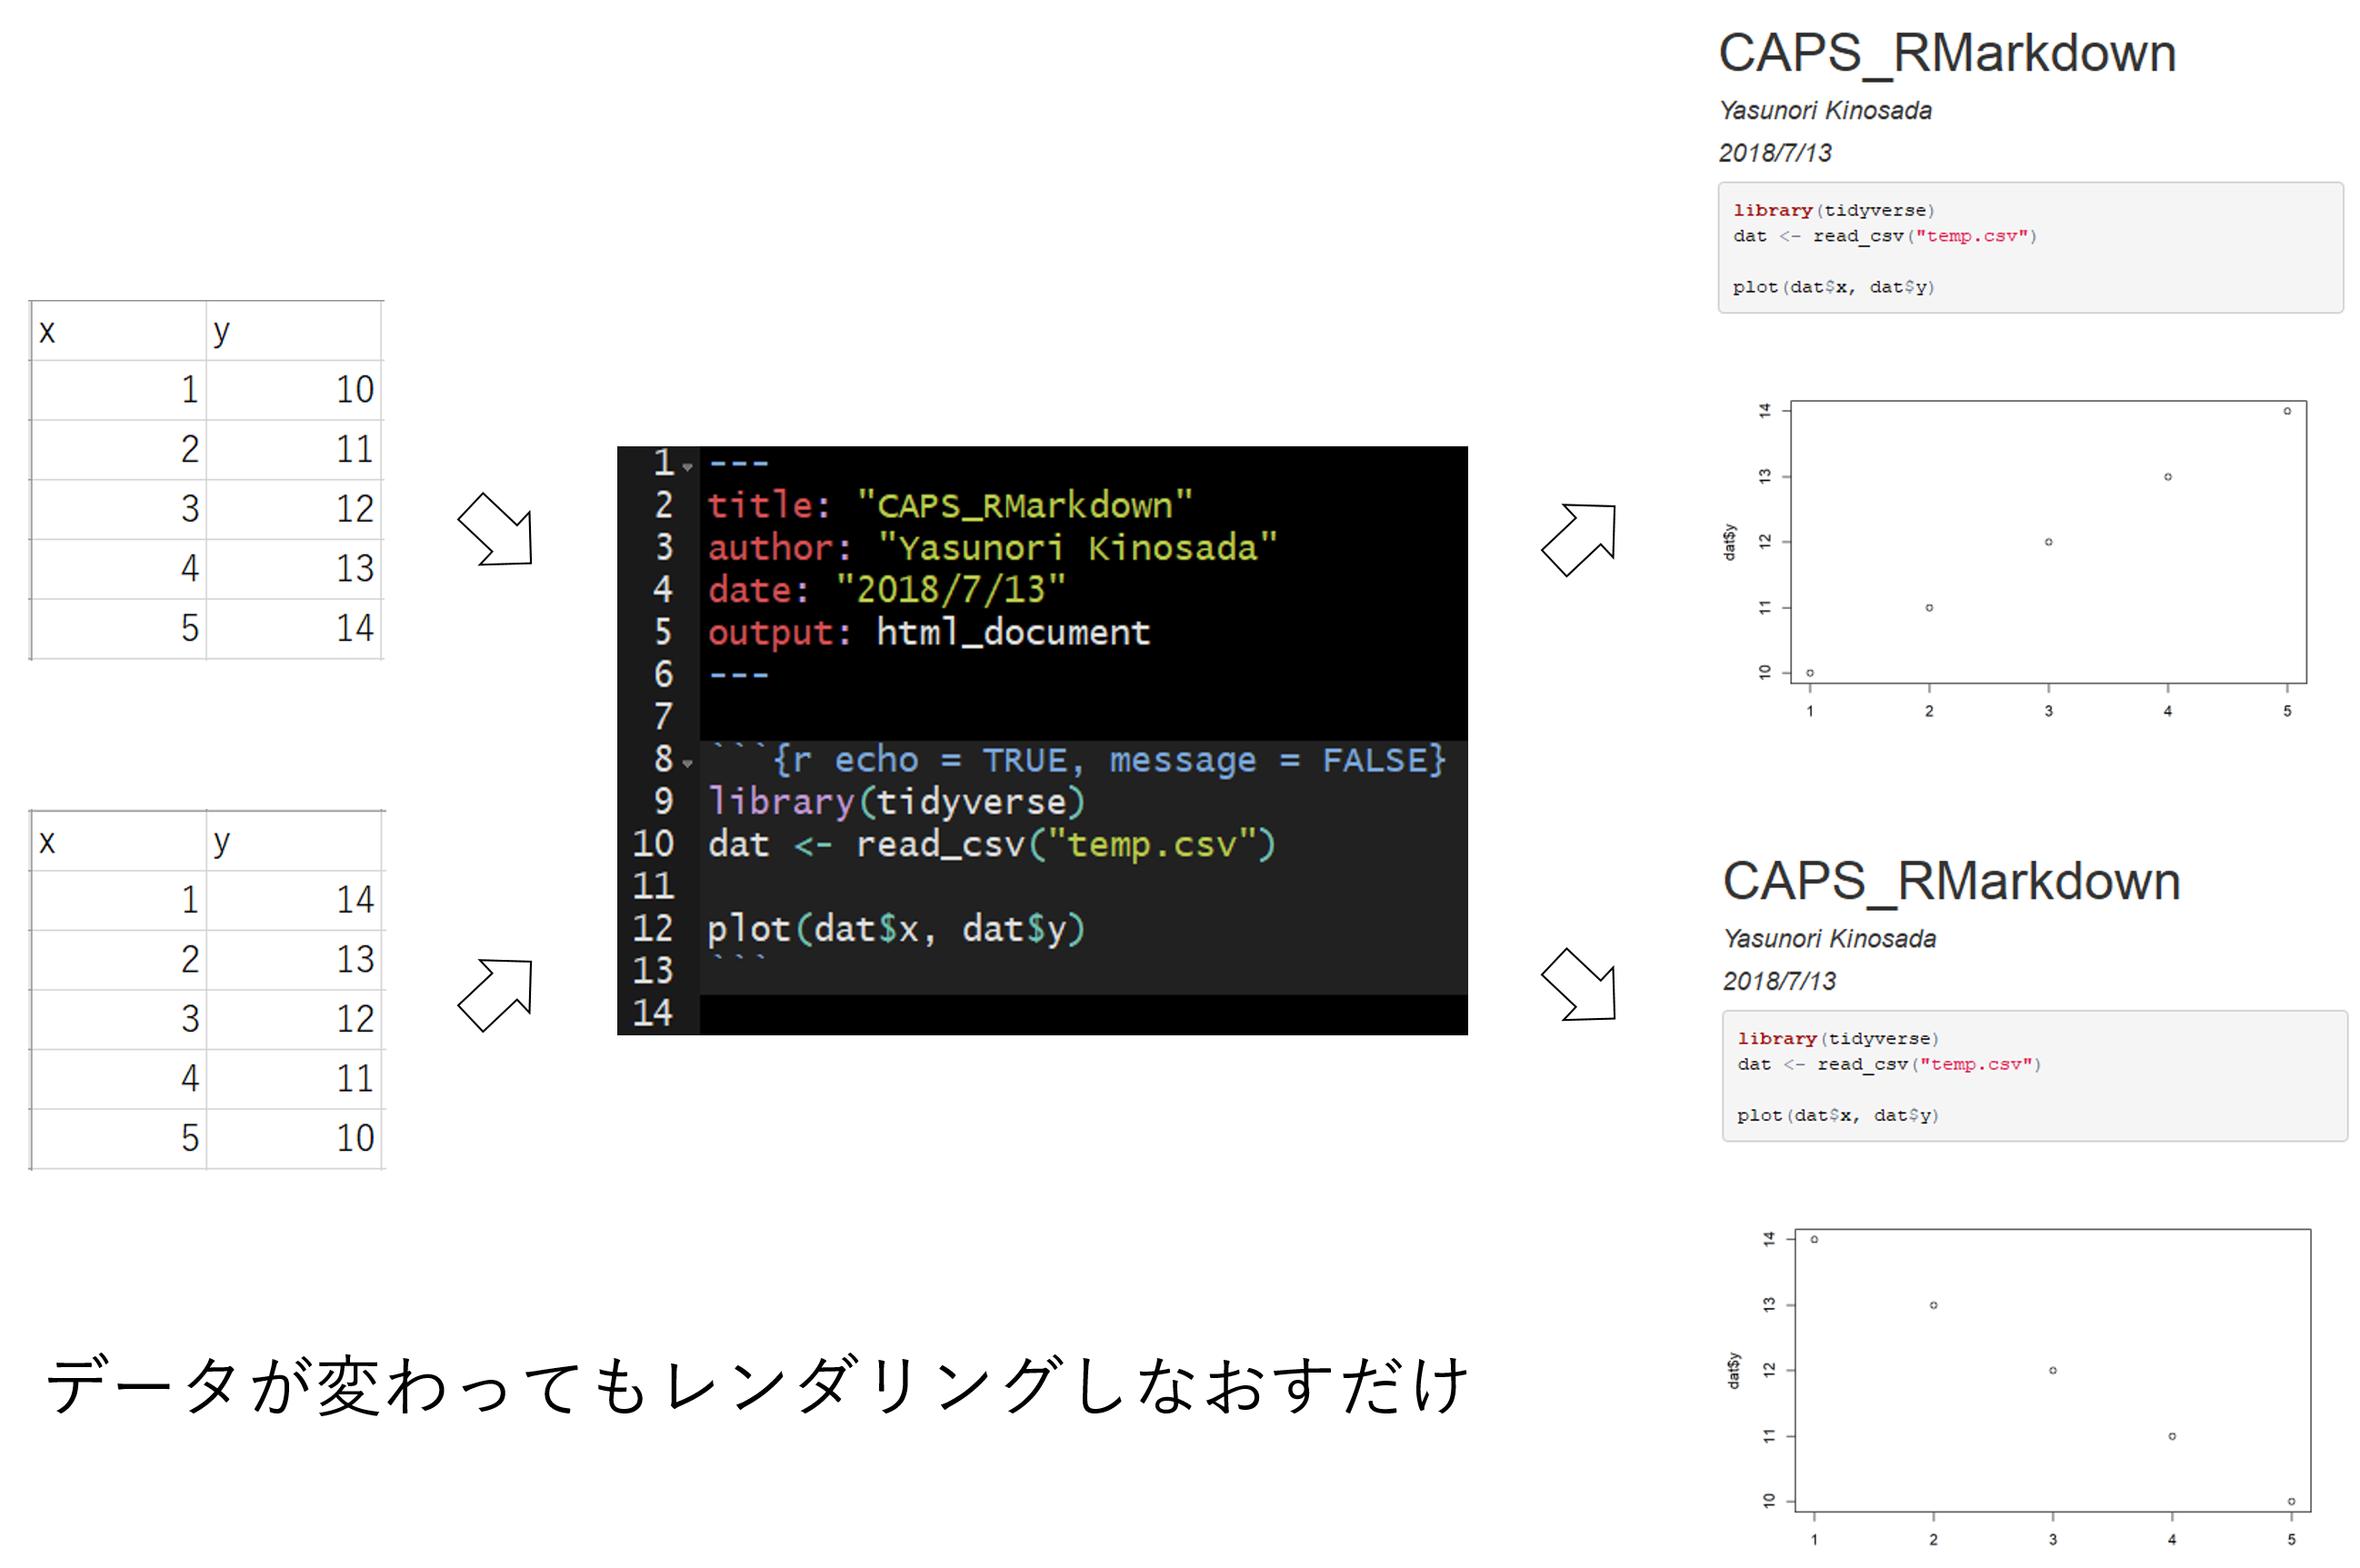 x y
1 10
2 11
3 12
4 13
5 14
x y
1 14
2 13
3 12
4 11
5 10
データが変わってもレンダリングしなおすだけ
1 ---
2 title: "CAPS_RMarkdown"
3 author: "Yasunori Kinosada"
4 date: "2018/7/13"
5 output: html_document
6 ---
7
8 ```{r echo = TRUE, message = FALSE}
9 library(tidyverse)
10 dat <- read_csv("temp.csv")
11
12 plot(dat$x, dat$y)
13 ```
14
CAPS_RMarkdown
Yasunori Kinosada
2018/7/13
library(tidyverse)
dat <- read_csv("temp.csv")
plot(dat$x, dat$y)
dat$y
14
13
12
11
10
1 2 3 4 5
CAPS_RMarkdown
Yasunori Kinosada
2018/7/13
library(tidyverse)
dat <- read_csv("temp.csv")
plot(dat$x, dat$y)
dat$y
14
13
12
11
10
1 2 3 4 5